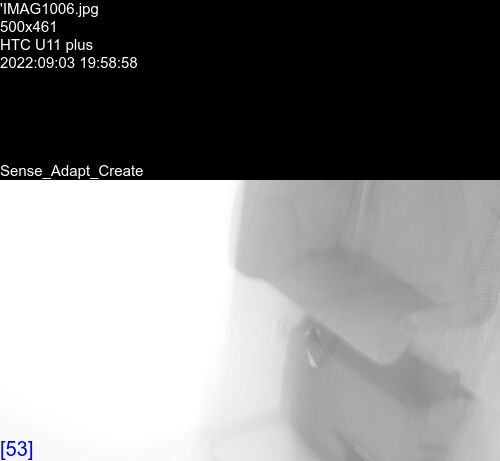 'IMAG1006.jpg
500x461
HTC U11 plus
2022:09:03 19:58:58
Sense_Adapt_Create
[53]